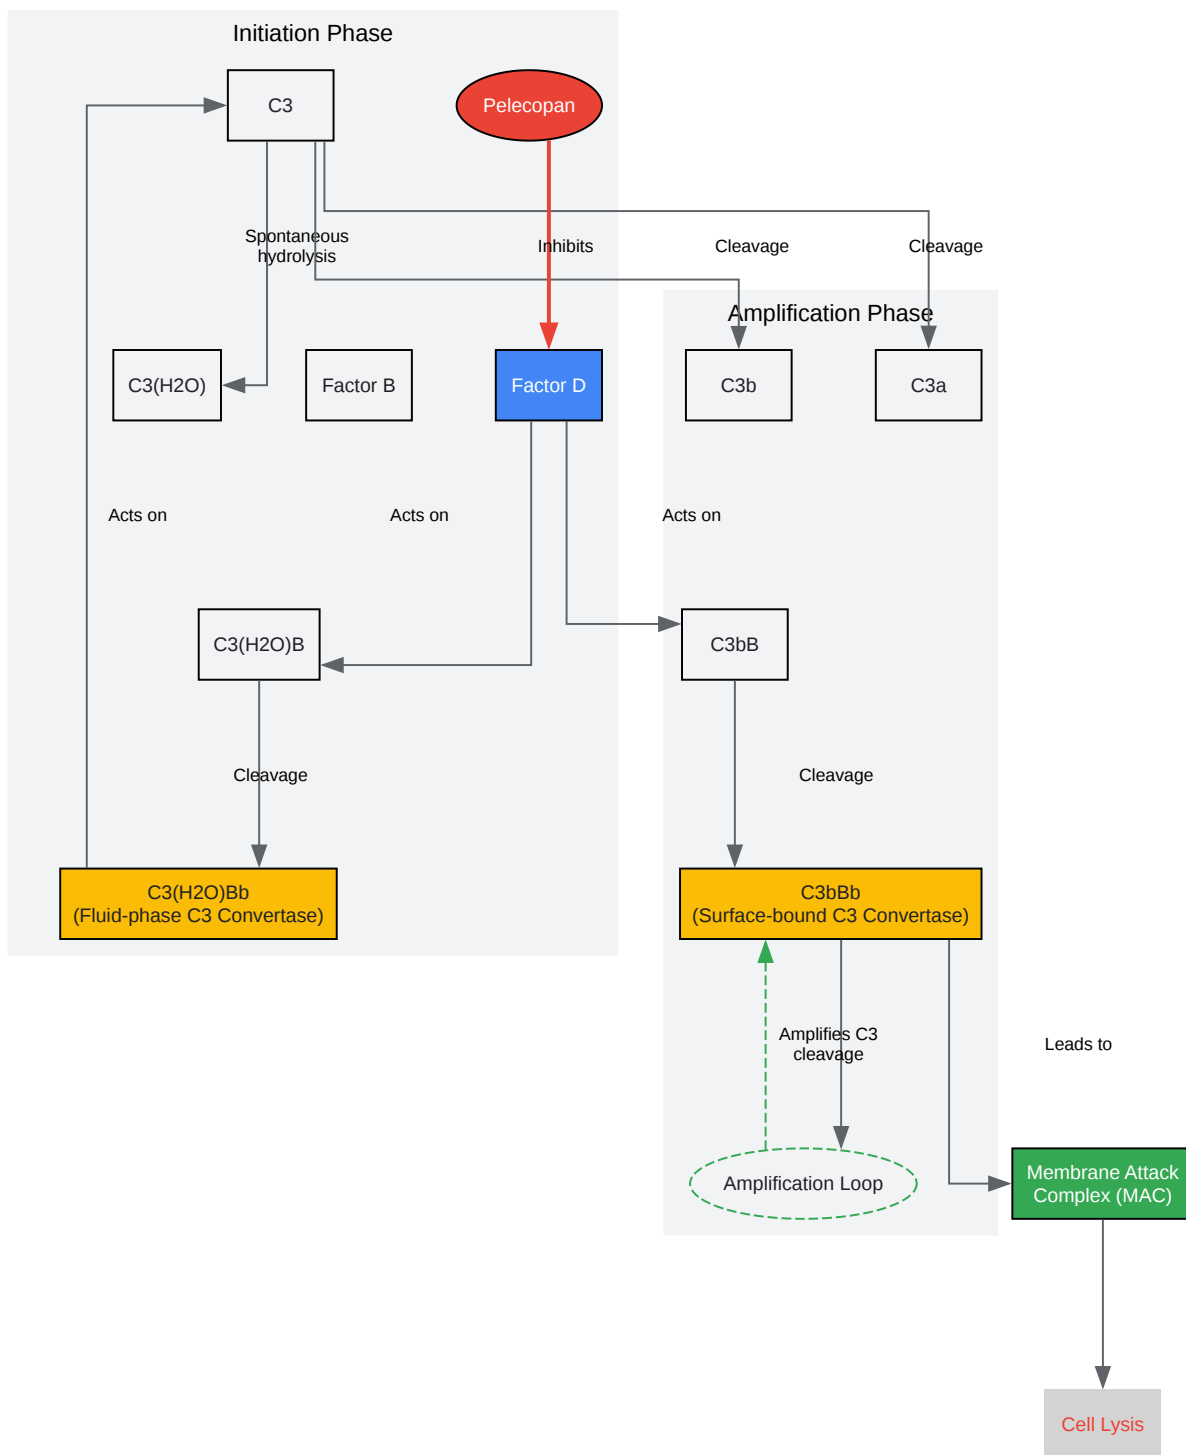 Initiation Phase
C3
Pelecopan
Spontaneous
hydrolysis
Inhibits
Cleavage
Cleavage
Amplification Phase
C3(H2O)
Factor B
Factor D
C3b
C3a
Acts on
Acts on
Acts on
C3(H2O)B
C3bB
Cleavage
Cleavage
C3(H2O)Bb
(Fluid-phase C3 Convertase)
C3bBb
(Surface-bound C3 Convertase)
Amplifies C3
cleavage
Leads to
Amplification Loop
Membrane Attack
Complex (MAC)
Cell Lysis